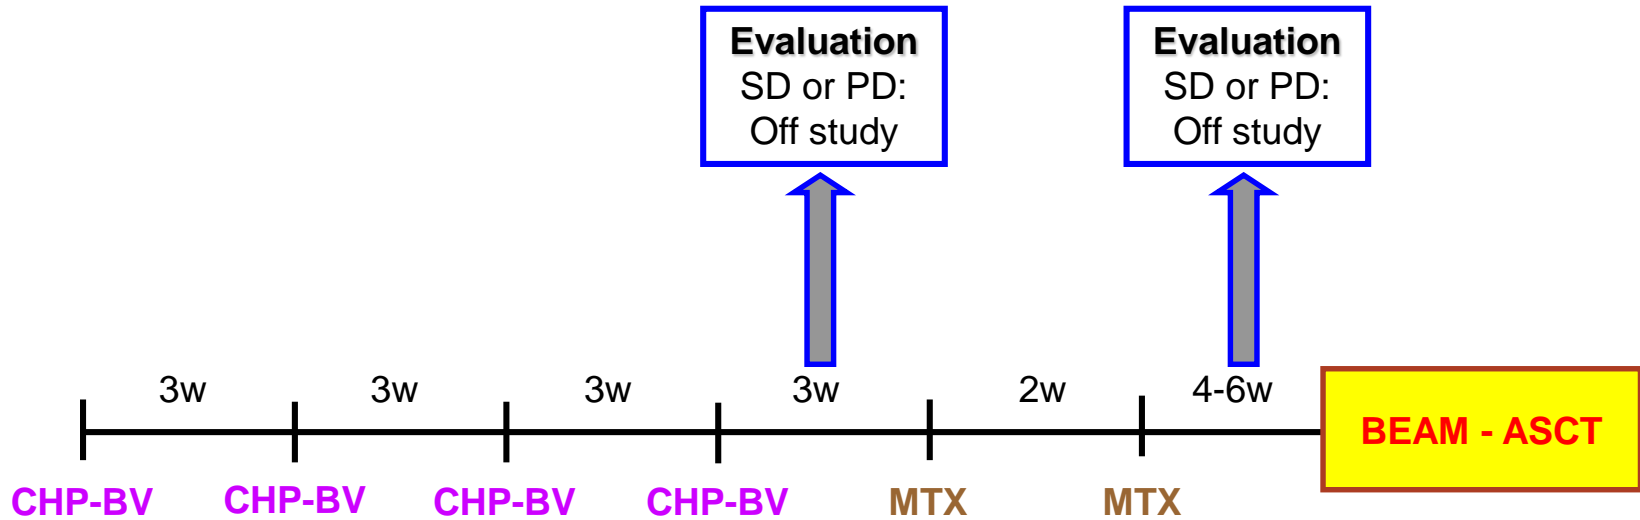 Evaluation
SD or PD:
Off study
Evaluation
SD or PD:
Off study
3w 3w 3w 3w 2w 4-6w
BEAM - ASCT
CHP-BV CHP-BV CHP-BV CHP-BV MTX MTX